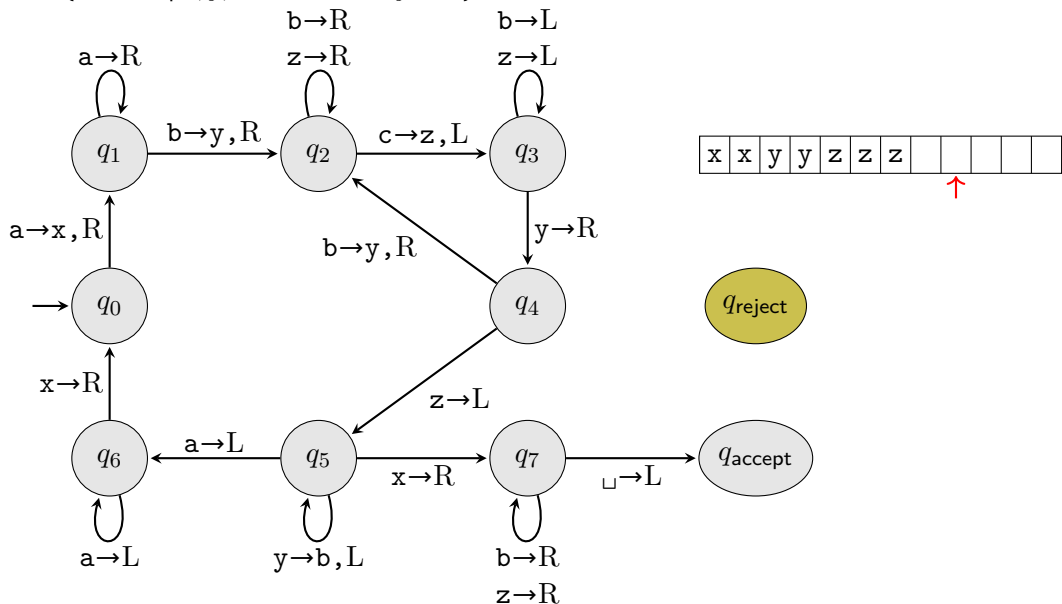 b→R
z→R
b→L
z→L
a→R
q1
b→y,R
q2
c→z,L
q3
x x y y z z z
a→x,R
b→y,R
y→R
q0
q4
qreject
x→R
z→L
q6
a→L
q5
x→R
q7
␣→L
qaccept
a→L
y→b,L
b→R
z→R